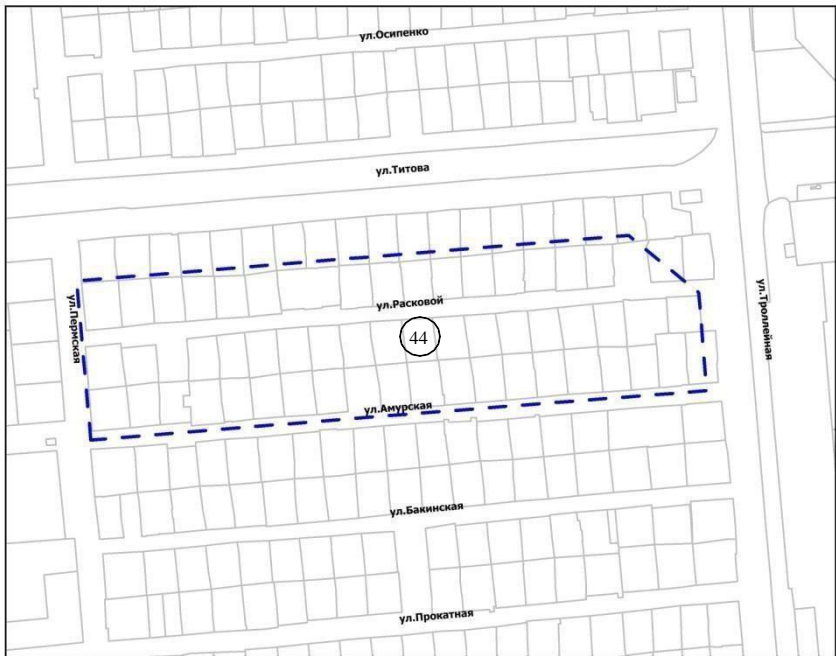 ул.Осипенко
ул.Титова
ул.Пермская
ул.Расковой
ул.Троллейная
44
ул.Амурская
ул.Бакинская
ул.Прокатная